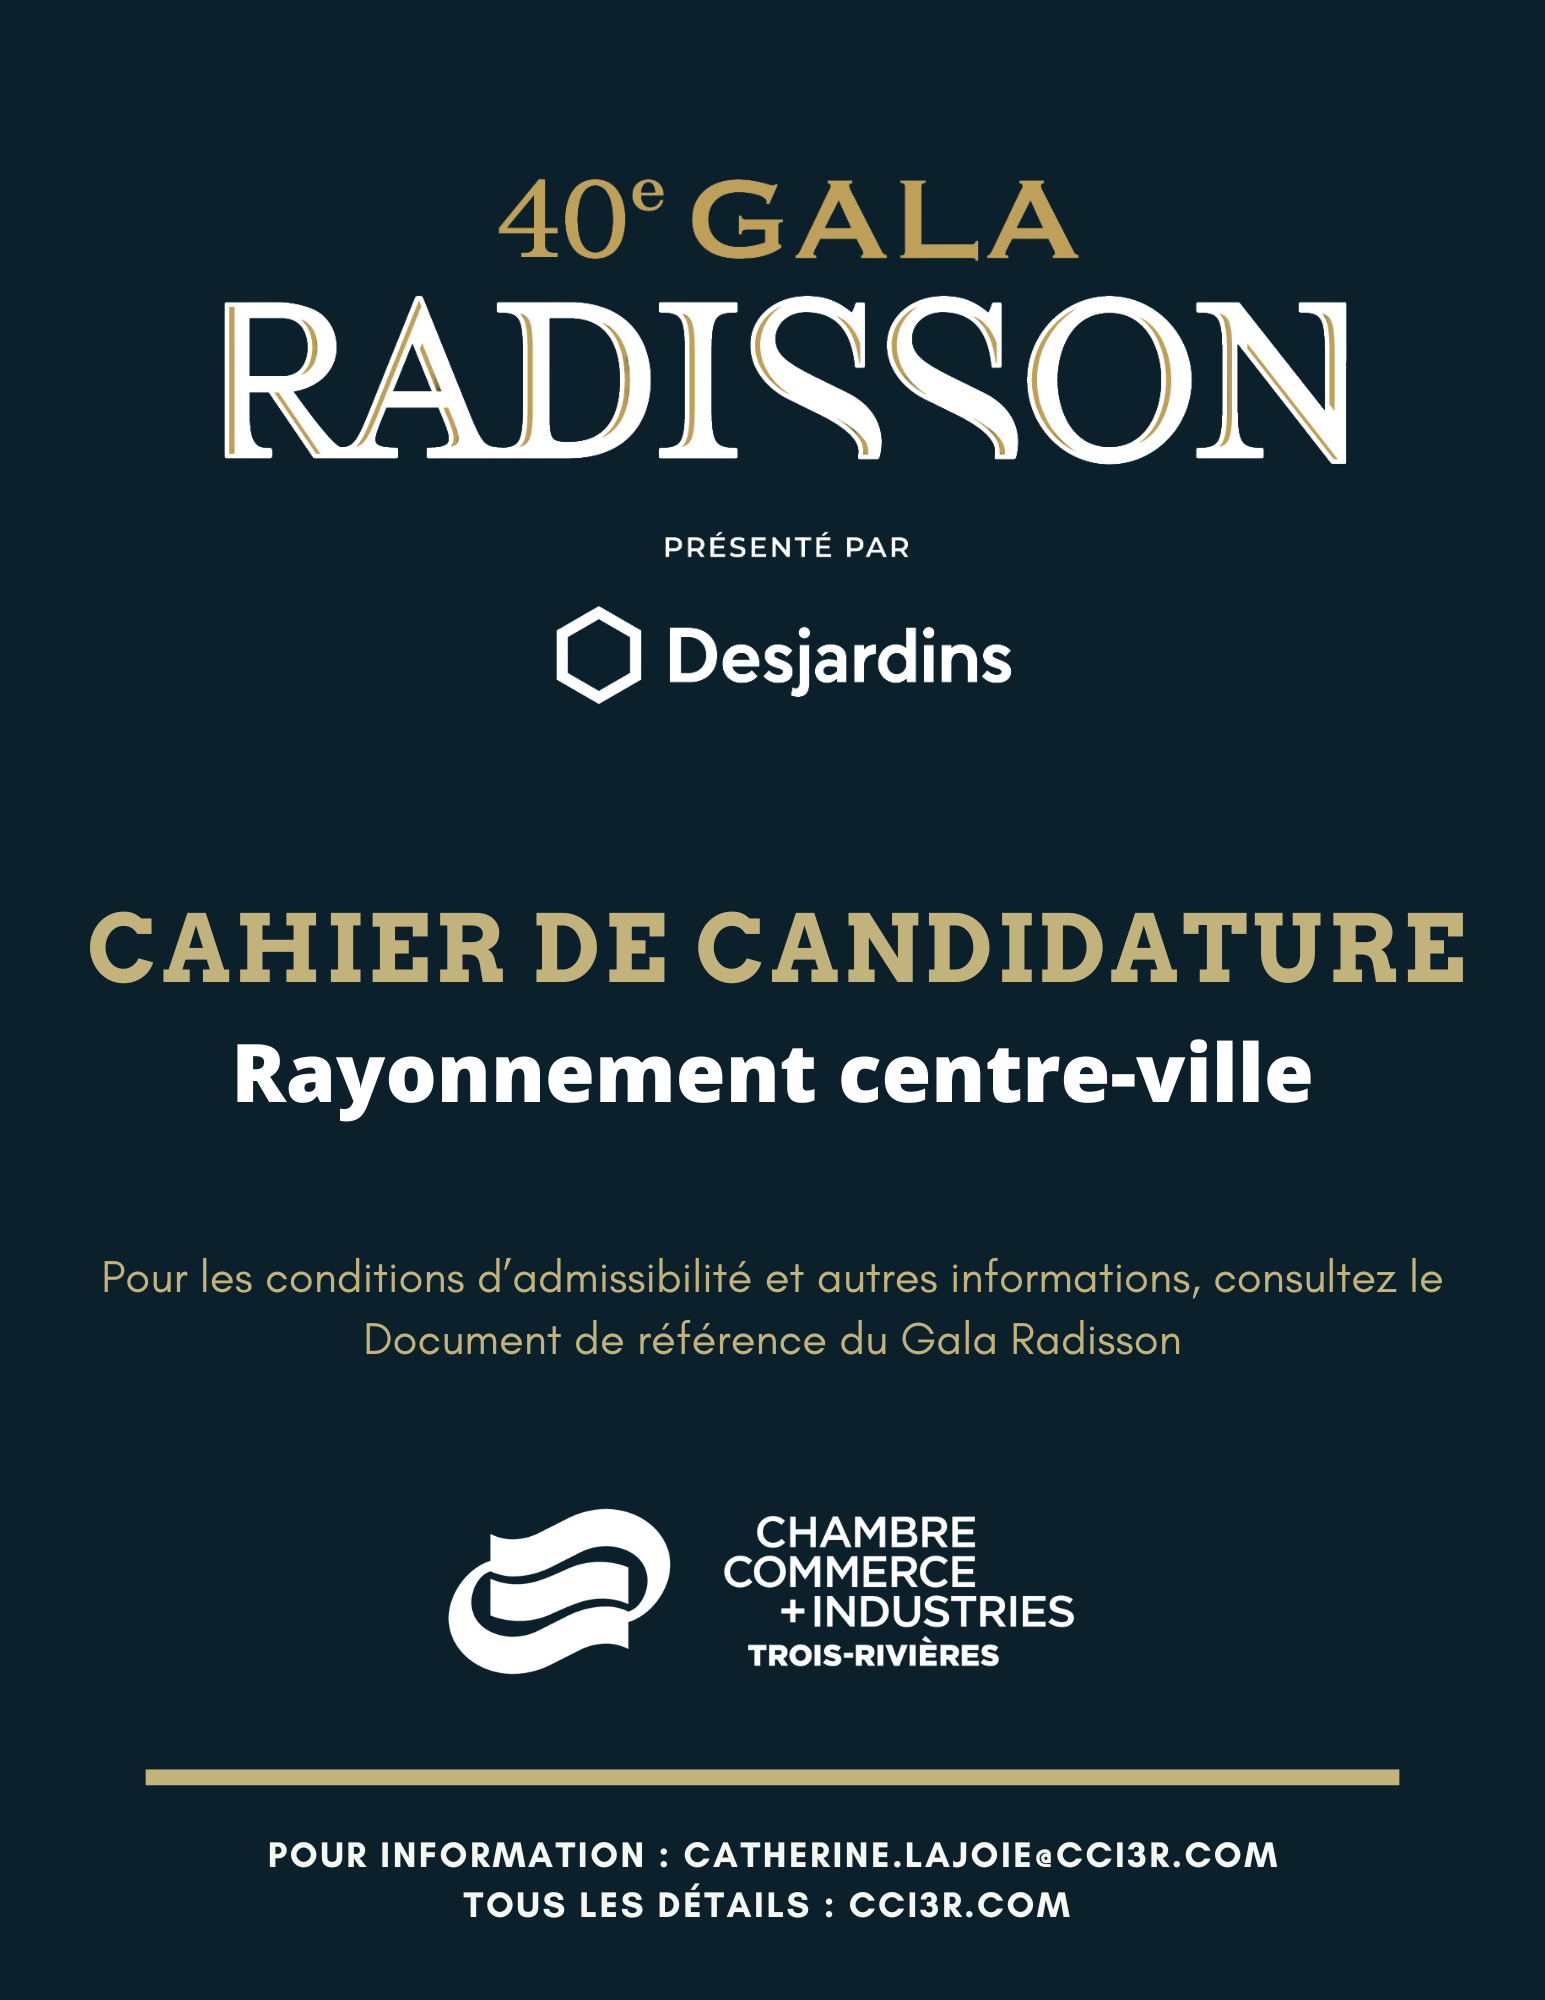 40e GALA
RADISSON
PRÉSENTÉ PAR
Desjardins
CAHIER DE CANDIDATURE
Rayonnement centre-ville
Pour les conditions d’admissibilité et autres informations, consultez le
Document de référence du Gala Radisson
CHAMBRE
COMMERCE
+INDUSTRIES
TROIS-RIVIÈRES
POUR INFORMATION : CATHERINE.LAJOIE@CCI3R.COM
TOUS LES DÉTAILS : CCI3R.COM